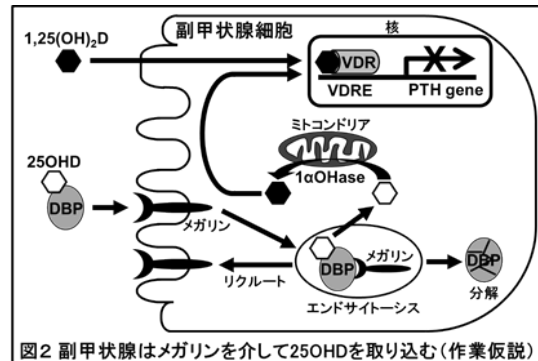 副甲状腺細胞
核
1,25(OH)₂D
VDR
VDRE
PTH gene
ミトコンドリア
1αOHase
25OHD
DBP
メガリン
DBP
メガリン
DBP
リクルート
エンドサイトーシス
分解
図2 副甲状腺はメガリンを介して25OHDを取り込む(作業仮説)